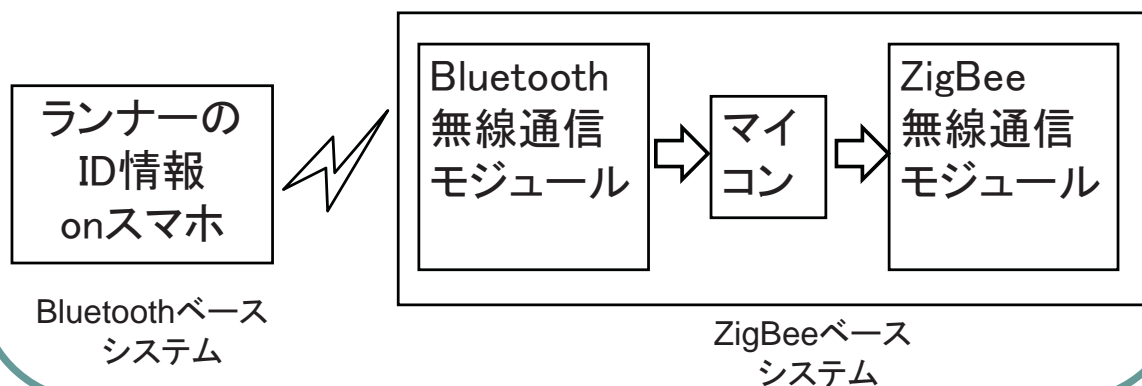 ランナーの
ID情報
onスマホ
Bluetoothベース
システム
Bluetooth
無線通信
モジュール
マイ
コン
ZigBee
無線通信
モジュール
ZigBeeベース
システム